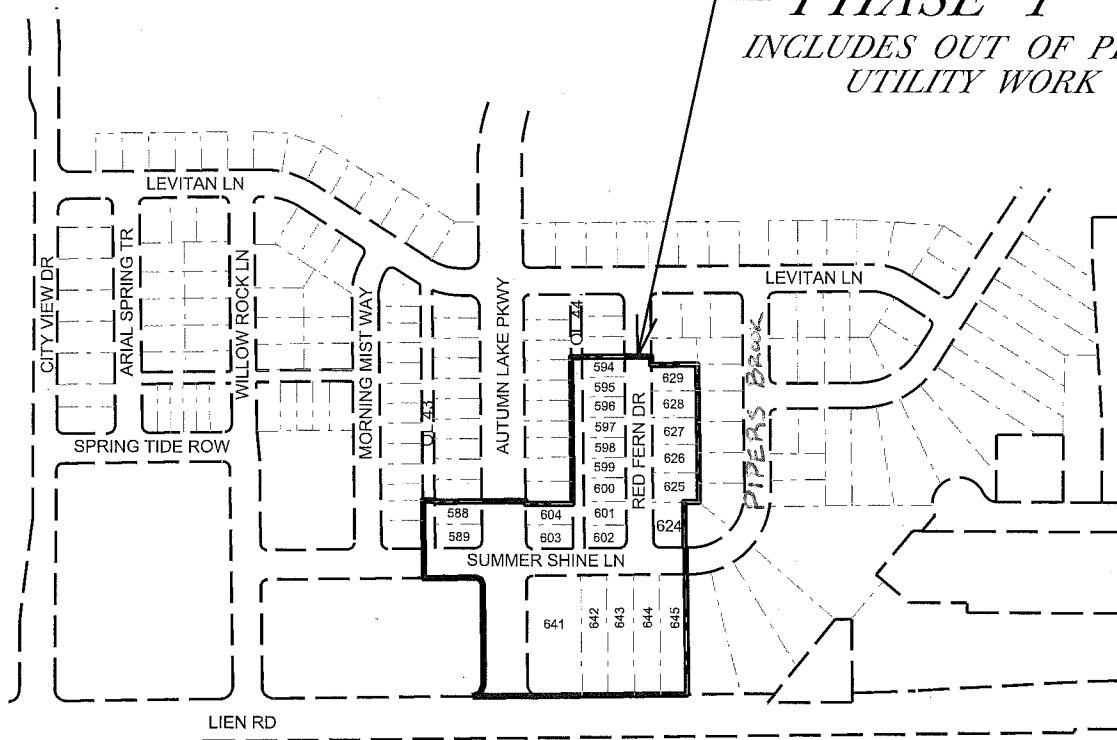 PHASE 1
INCLUDES OUT OF
UTILITY WORK
LEVITAN LN
CITY VIEW DR
ARIAL SPRING TR
WILLOW ROCK LN
MORNING MIST WAY
OL 43
AUTUMN LAKE PKWY
OL 44
LEVITAN LN
PIPERS BROOK
RED FERN DR
594
595
596
597
598
599
600
601
602
629
628
627
626
625
624
588
589
604
603
SPRING TIDE ROW
SUMMER SHINE LN
641
642
643
644
645
LIEN RD